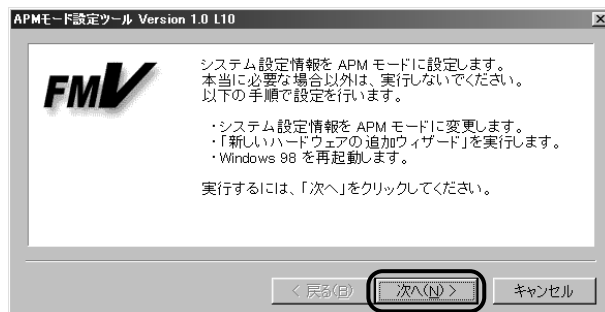 APMモード設定ツール Version 1.0 L10
FMV
システム設定情報を APM モードに設定します。
本当に必要な場合以外は、実行しないでください。
以下の手順で設定を行います。
・システム設定情報を APM モードに変更します。
・「新しいハードウェアの追加ウィザード」を実行します。
・Windows 98 を再起動します。
実行するには、「次へ」をクリックしてください。
< 戻る(B)
次へ(N) >
キャンセル